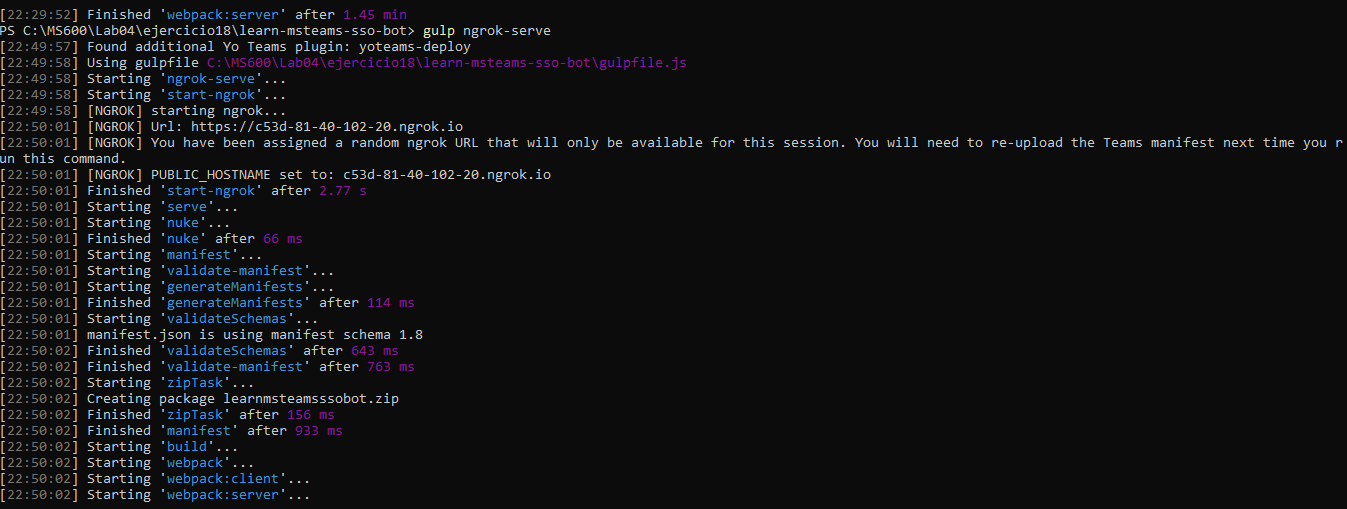 [22:29:52] Finished 'webpack:server' after 1.45 min
PS C:\MS600\Lab04\ejercicio18\learn-msteams-sso-bot> gulp ngrok-serve
[22:49:57] Found additional Yo Teams plugin: yoteams-deploy
[22:49:58] Using gulpfile C:\MS600\Lab04\ejercicio18\learn-msteams-sso-bot\gulpfile.js
[22:49:58] Starting 'ngrok-serve'...
[22:49:58] Starting 'start-ngrok'...
[22:49:58] [NGROK] starting ngrok...
[22:50:01] [NGROK] Url: https://c53d-81-40-102-20.ngrok.io
[22:50:01] [NGROK] You have been assigned a random ngrok URL that will only be available for this session. You will need to re-upload the Teams manifest next time you r
un this command.
[22:50:01] [NGROK] PUBLIC_HOSTNAME set to: c53d-81-40-102-20.ngrok.io
[22:50:01] Finished 'start-ngrok' after 2.77 s
[22:50:01] Starting 'serve'...
[22:50:01] Starting 'nuke'...
[22:50:01] Finished 'nuke' after 66 ms
[22:50:01] Starting 'manifest'...
[22:50:01] Starting 'validate-manifest'...
[22:50:01] Starting 'generateManifests'...
[22:50:01] Finished 'generateManifests' after 114 ms
[22:50:01] Starting 'validateSchemas'...
[22:50:01] manifest.json is using manifest schema 1.8
[22:50:02] Finished 'validateSchemas' after 643 ms
[22:50:02] Finished 'validate-manifest' after 763 ms
[22:50:02] Starting 'zipTask'...
[22:50:02] Creating package learnmsteamsssobot.zip
[22:50:02] Finished 'zipTask' after 156 ms
[22:50:02] Finished 'manifest' after 933 ms
[22:50:02] Starting 'build'...
[22:50:02] Starting 'webpack'...
[22:50:02] Starting 'webpack:client'...
[22:50:02] Starting 'webpack:server'...